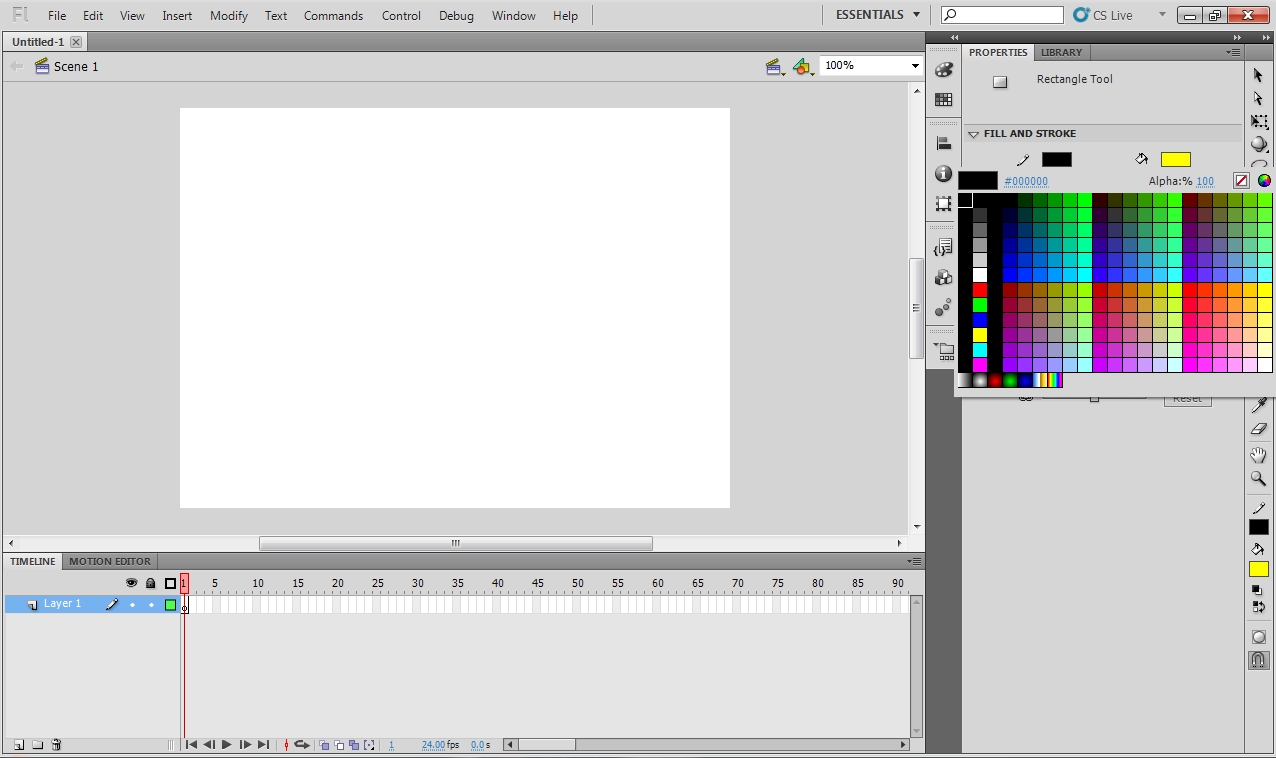 Fl File Edit View Insert Modify Text Commands Control Debug Window Help ESSENTIALS CS Live
Untitled-1
Scene 1 100%
PROPERTIES LIBRARY
Rectangle Tool
FILL AND STROKE
#000000 Alpha:% 100
Reset
TIMELINE MOTION EDITOR
1 5 10 15 20 25 30 35 40 45 50 55 60 65 70 75 80 85 90
Layer 1
1 24.00 fps 0.0 s